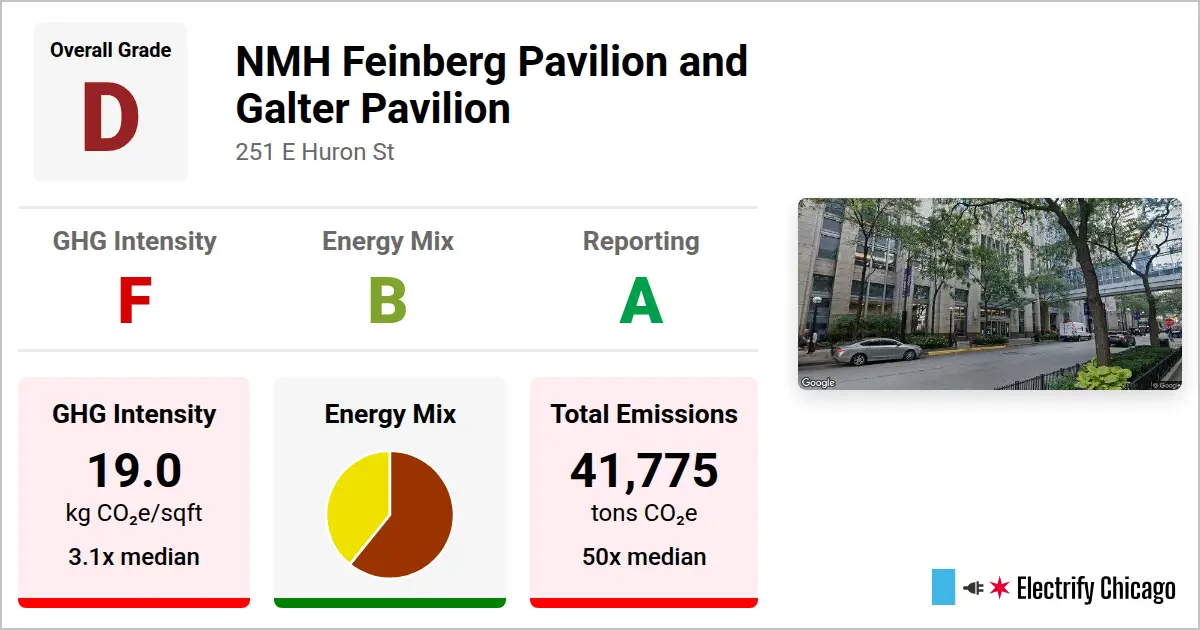 Overall Grade
D
NMH Feinberg Pavilion and
Galter Pavilion
251 E Huron St
GHG Intensity
F
Energy Mix
B
Reporting
A
GHG Intensity
19.0
kg CO₂e/sqft
3.1x median
Energy Mix
Total Emissions
41,775
tons CO₂e
50x median
Google
© Google
Electrify Chicago